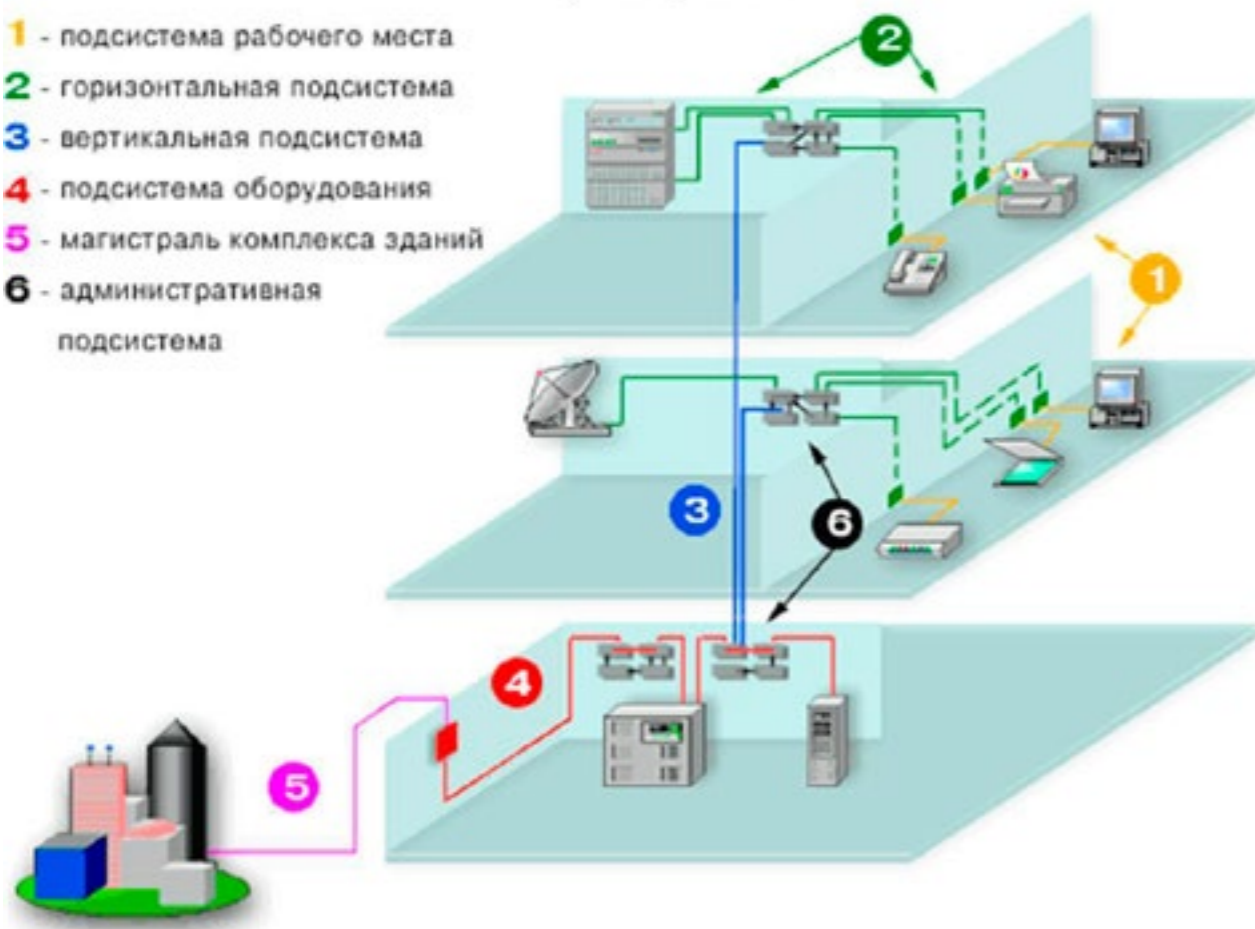 1 - подсистема рабочего места
2 - горизонтальная подсистема
3 - вертикальная подсистема
4 - подсистема оборудования
5 - магистраль комплекса зданий
6 - административная
подсистема
2
1
3
6
4
5